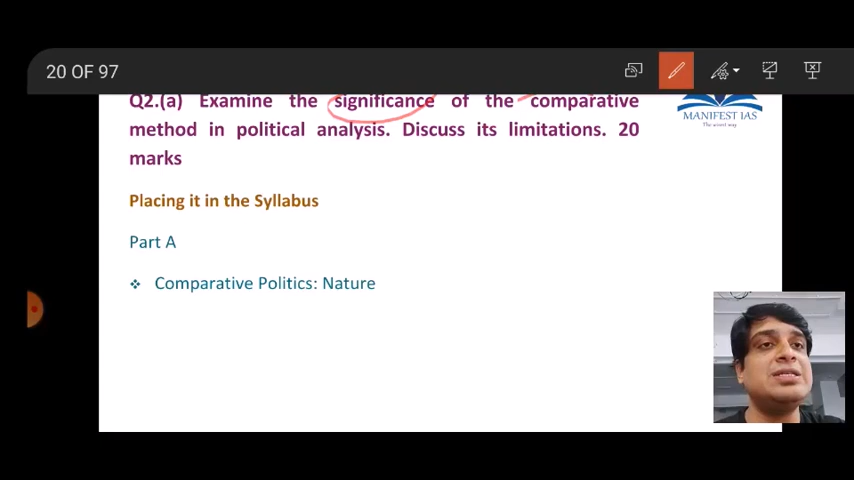 20 OF 97
Q2.(a) Examine the significance of the comparative
method in political analysis. Discuss its limitations. 20
marks
MANIFEST IAS
Placing it in the Syllabus
Part A
❖ Comparative Politics: Nature